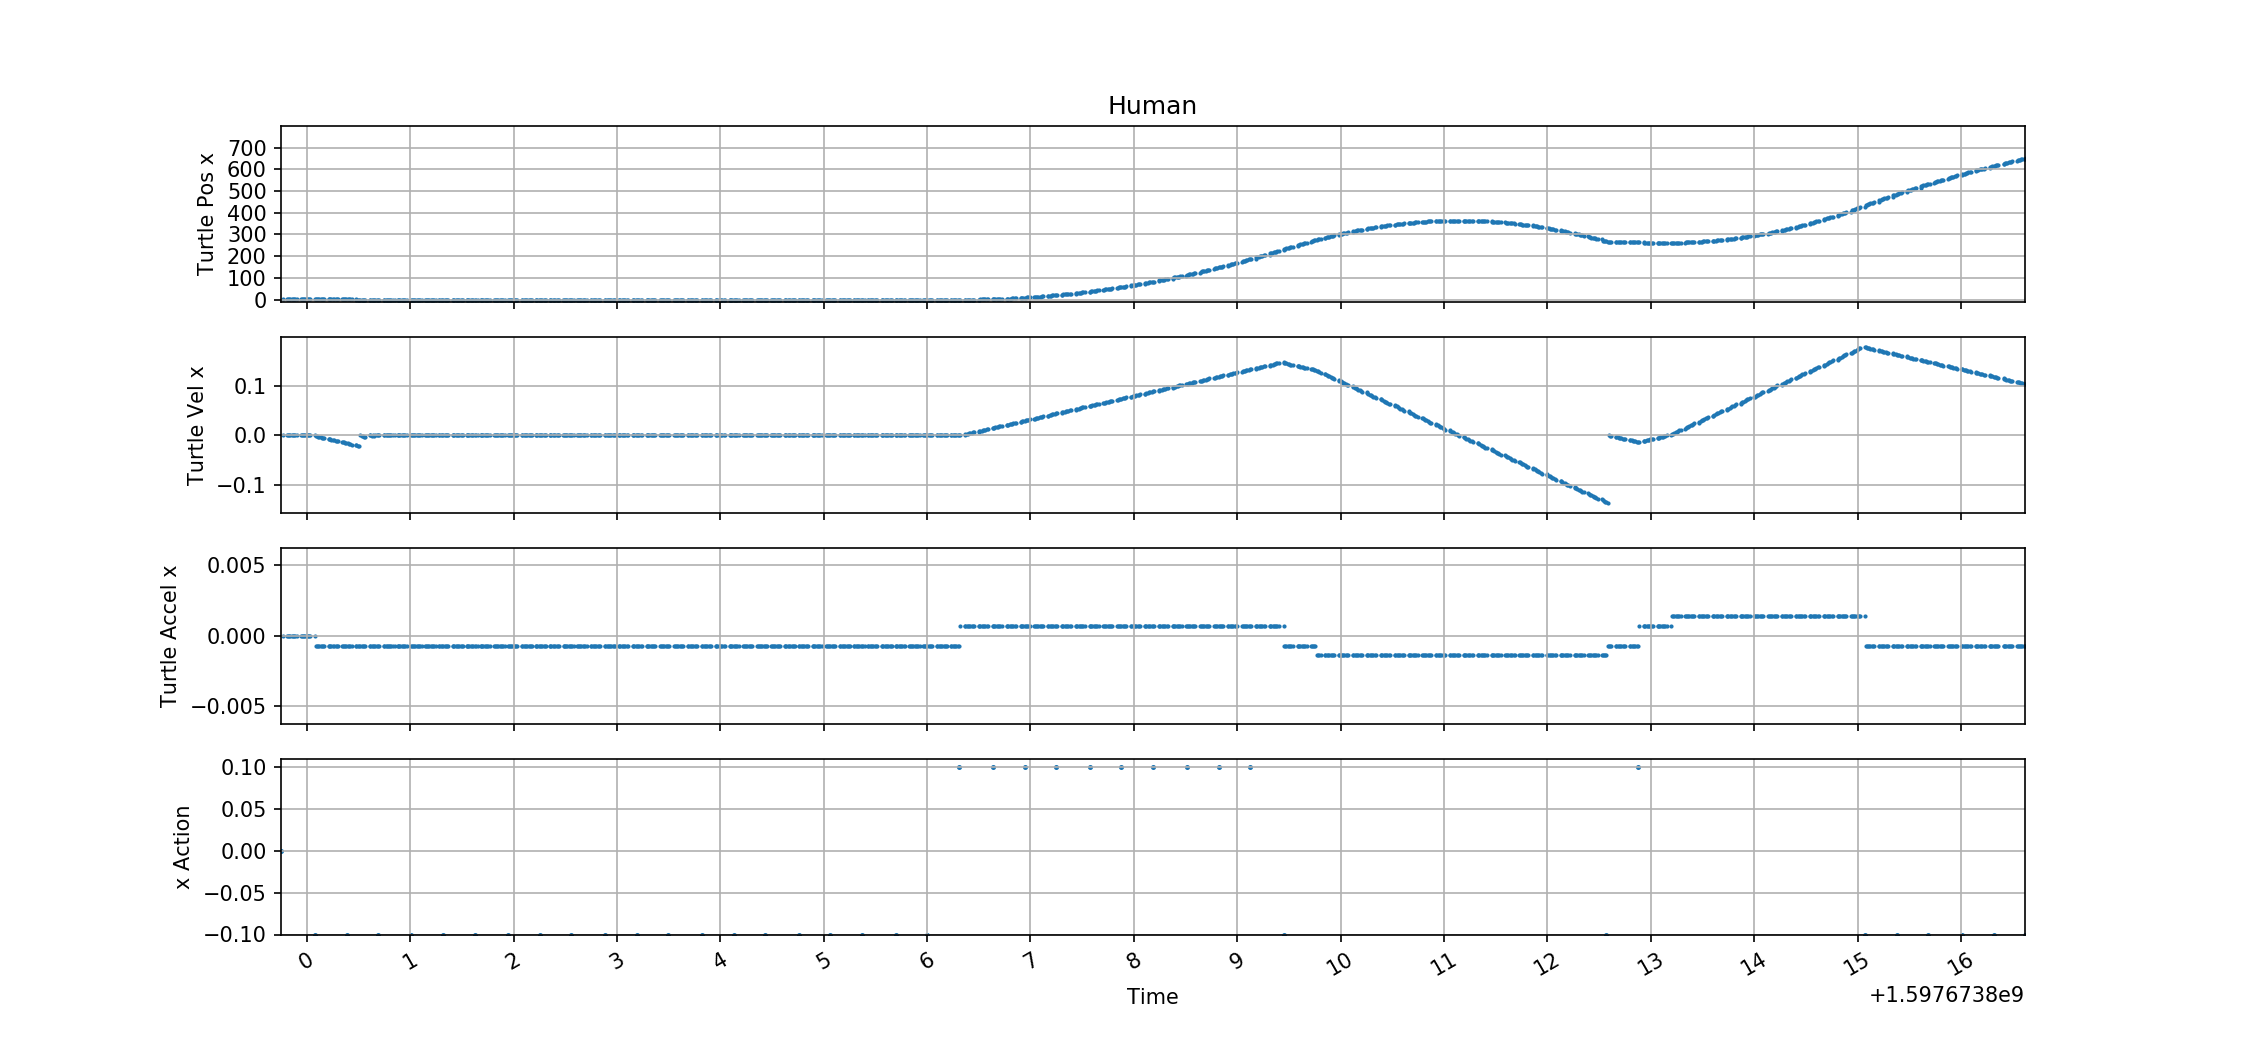 Human
Turtle Pos x
700
600
500
400
300
200
100
0
Turtle Vel x
0.1
0.0
−0.1
Turtle Accel x
0.005
0.000
−0.005
x Action
0.10
0.05
0.00
−0.05
−0.10
0 1 2 3 4 5 6 7 8 9 10 11 12 13 14 15 16
Time
+1.5976738e9